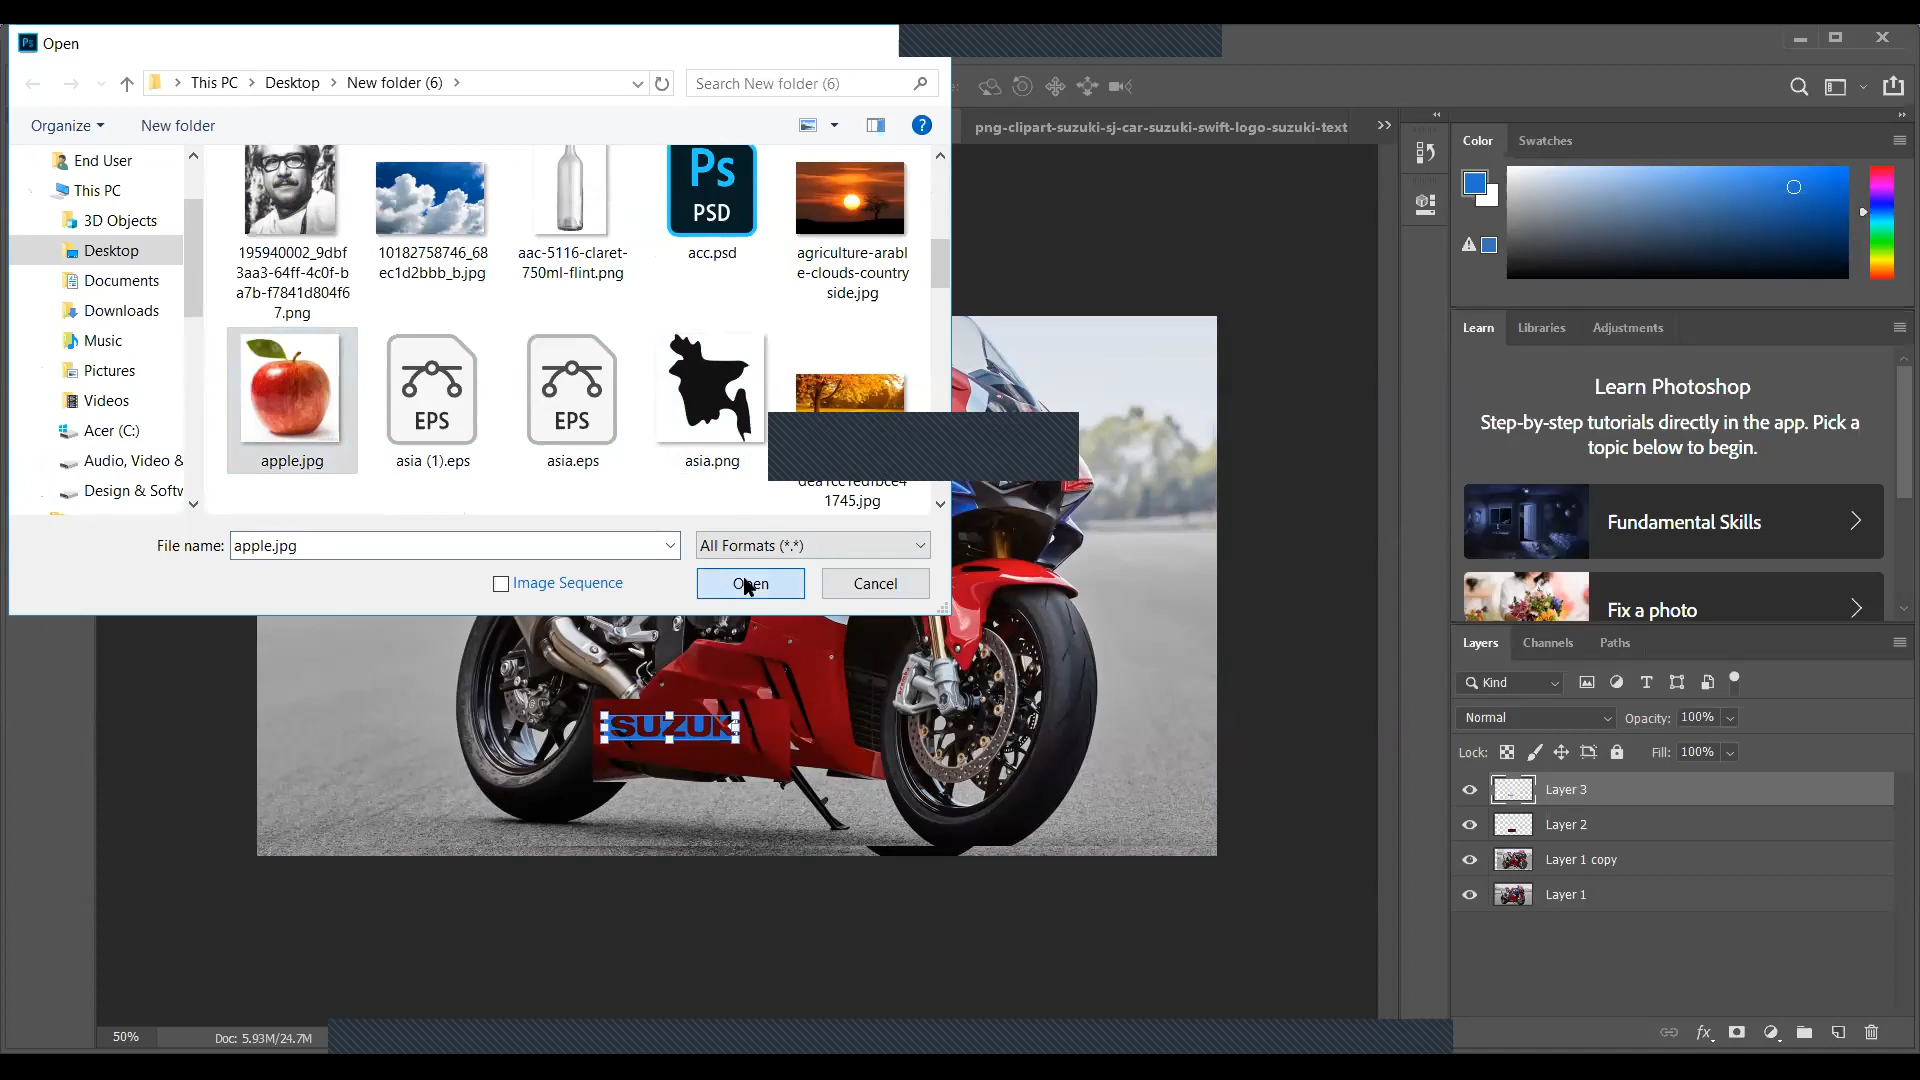 Ps Open
This PC Desktop New folder (6)
Search New folder (6)
Organize New folder
?
png-clipart-suzuki-sj-car-suzuki-swift-logo-suzuki-text
End User
This PC
3D Objects
Desktop
Documents
Downloads
Music
Pictures
Videos
Acer (C:)
Audio, Video &
Design & Softw
195940002_9dbf
3aa3-64ff-4c0f-b
a7b-f7841d804f6
7.png
10182758746_68
ec1d2bbb_b.jpg
aac-5116-claret-
750ml-flint.png
Ps
PSD
acc.psd
agriculture-arabl
e-clouds-country
side.jpg
apple.jpg
EPS
asia (1).eps
EPS
asia.eps
asia.png
dea1cc1edfbce4
1745.jpg
File name: apple.jpg
All Formats (*.*)
Image Sequence
Open
Cancel
SUZUK
50%
Doc: 5.93M/24.7M
Color Swatches
Learn Libraries Adjustments
Learn Photoshop
Step-by-step tutorials directly in the app. Pick a
topic below to begin.
Fundamental Skills
Fix a photo
Layers Channels Paths
Kind
Normal Opacity: 100%
Lock: Fill: 100%
Layer 3
Layer 2
Layer 1 copy
Layer 1
fx